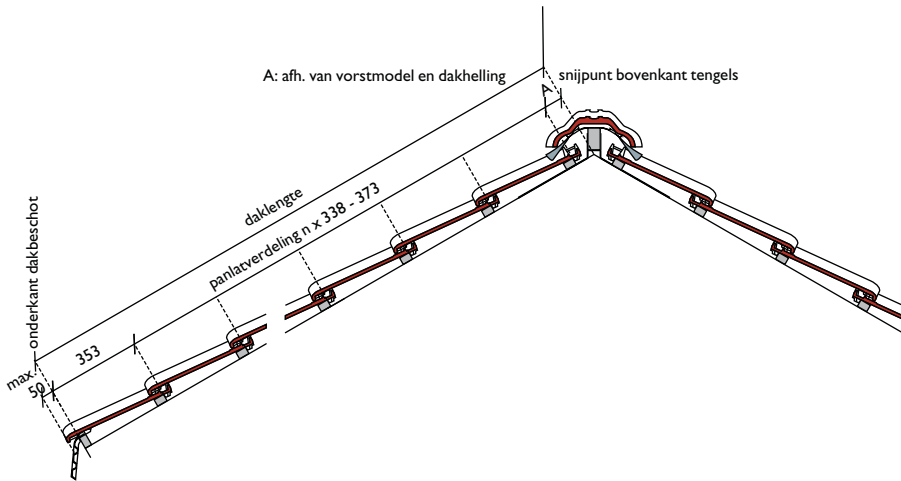 A: afh. van vorstmodel en dakhelling
A
snijpunt bovenkant tengels
daklengte
panlatverdeling n x 338 - 373
onderkant dakbeschot
353
max.
50